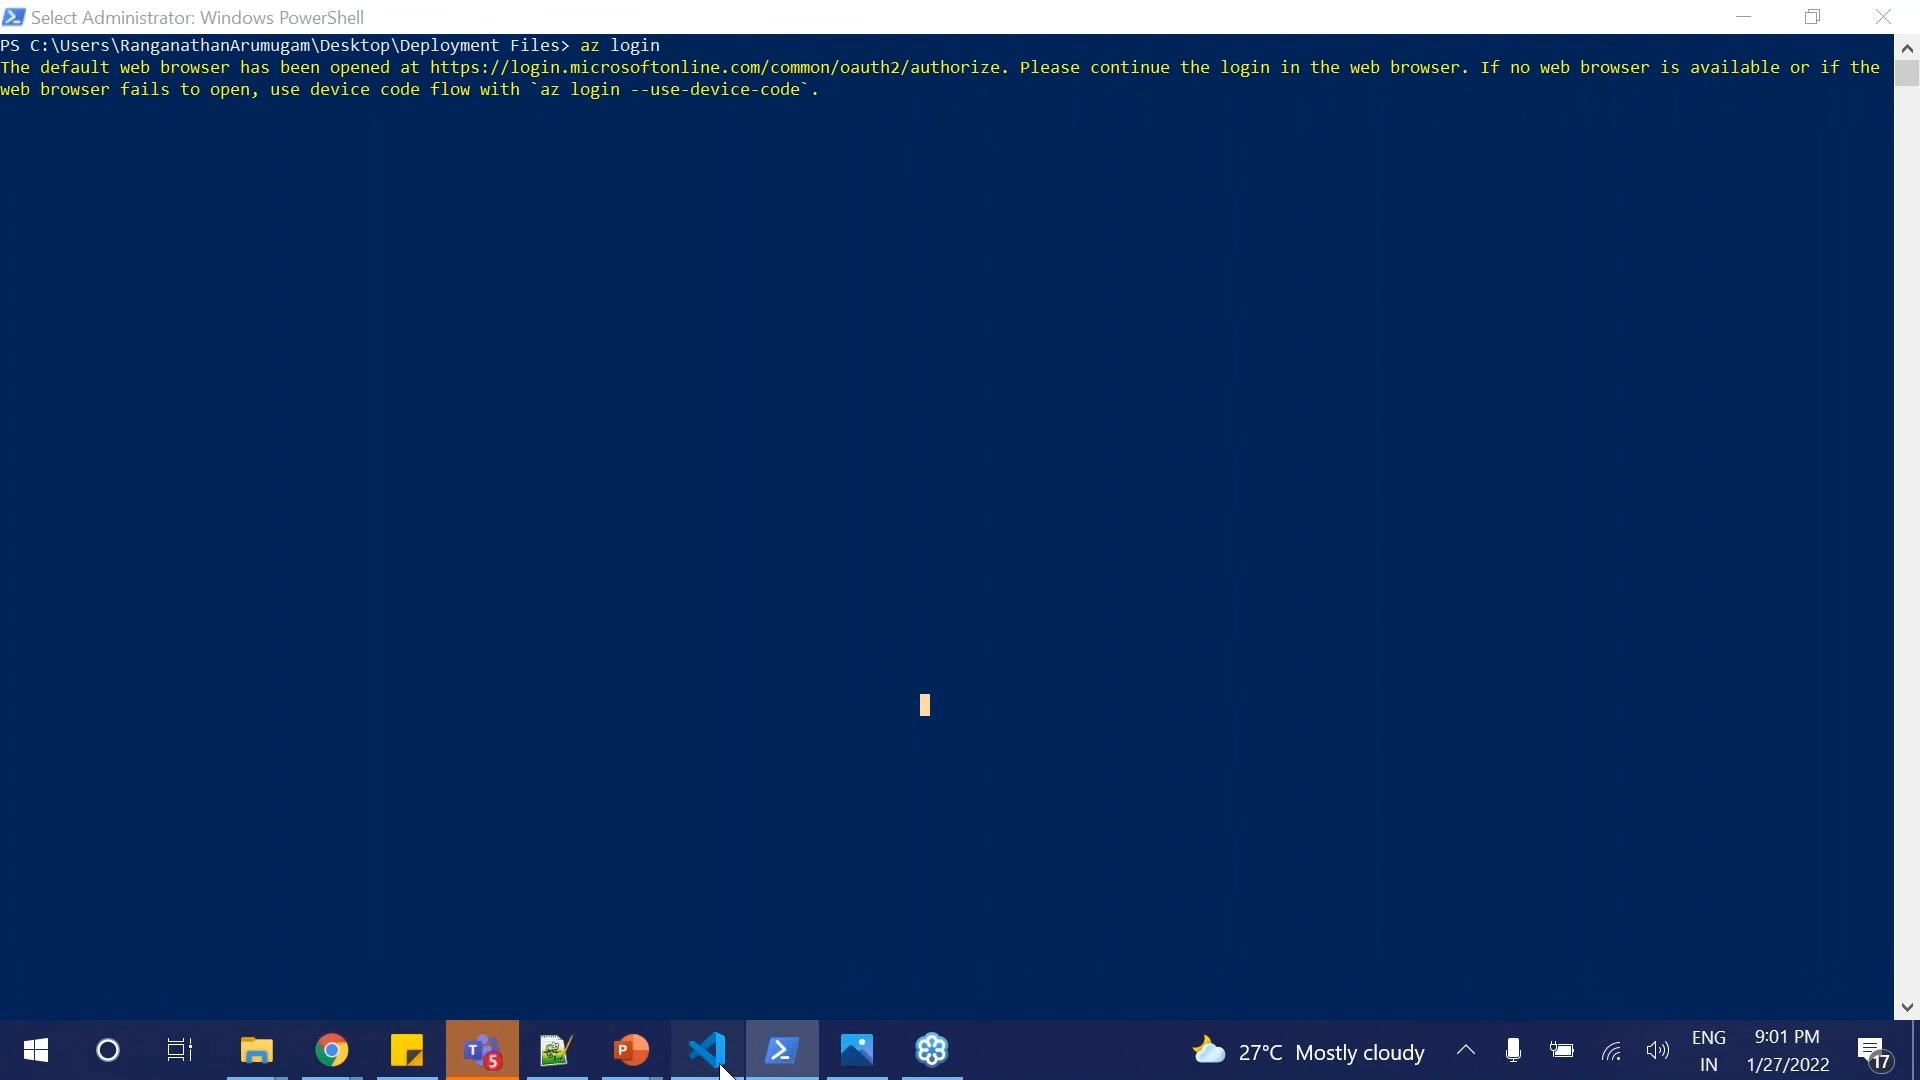 Select Administrator: Windows PowerShell
PS C:\Users\RanganathanArumugam\Desktop\Deployment Files> az login
The default web browser has been opened at https://login.microsoftonline.com/common/oauth2/authorize. Please continue the login in the web browser. If no web browser is available or if the
web browser fails to open, use device code flow with `az login --use-device-code`.
T 5
P
27°C Mostly cloudy
ENG
IN
9:01 PM
1/27/2022
17